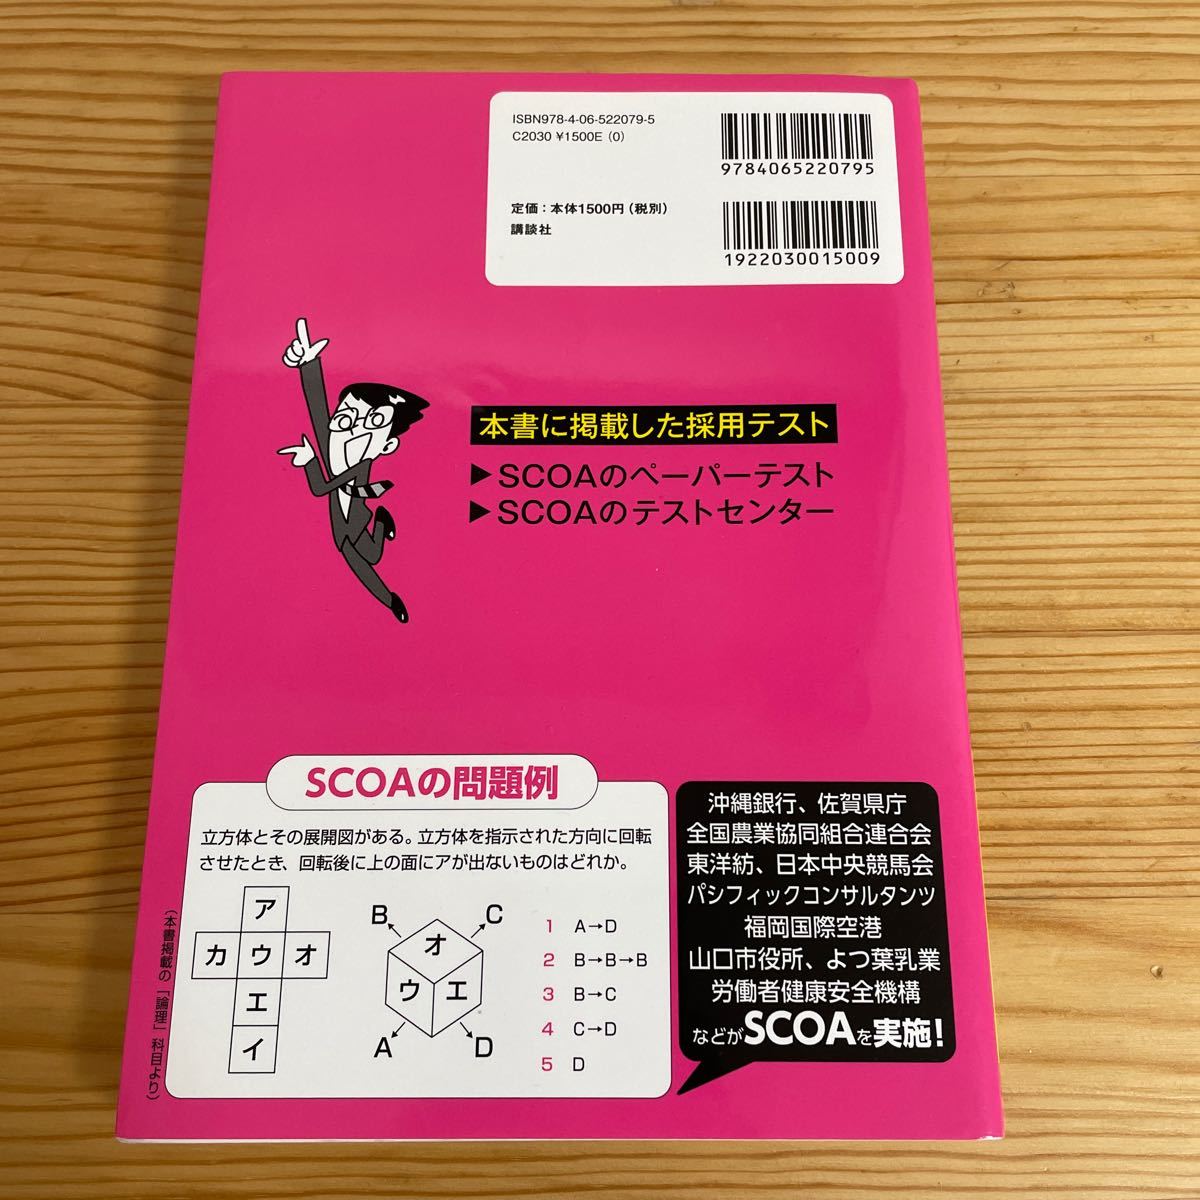 ISBN978-4-06-522079-5
C2030 ¥1500E (0)
9784065220795
定価：本体1500円（税別）
講談社
1922030015009
本書に掲載した採用テスト
▶SCOAのペーパーテスト
▶SCOAのテストセンター
SCOAの問題例
立方体とその展開図がある。立方体を指示された方向に回転
させたとき、回転後に上の面にアが出ないものはどれか。
ア
カ ウ オ
エ
イ
B C
オ
ウ エ
A D
1 A→D
2 B→B→B
3 B→C
4 C→D
5 D
（本書掲載の「論理」科目より）
沖縄銀行、佐賀県庁
全国農業協同組合連合会
東洋紡、日本中央競馬会
パシフィックコンサルタンツ
福岡国際空港
山口市役所、よつ葉乳業
労働者健康安全機構
などがSCOAを実施！